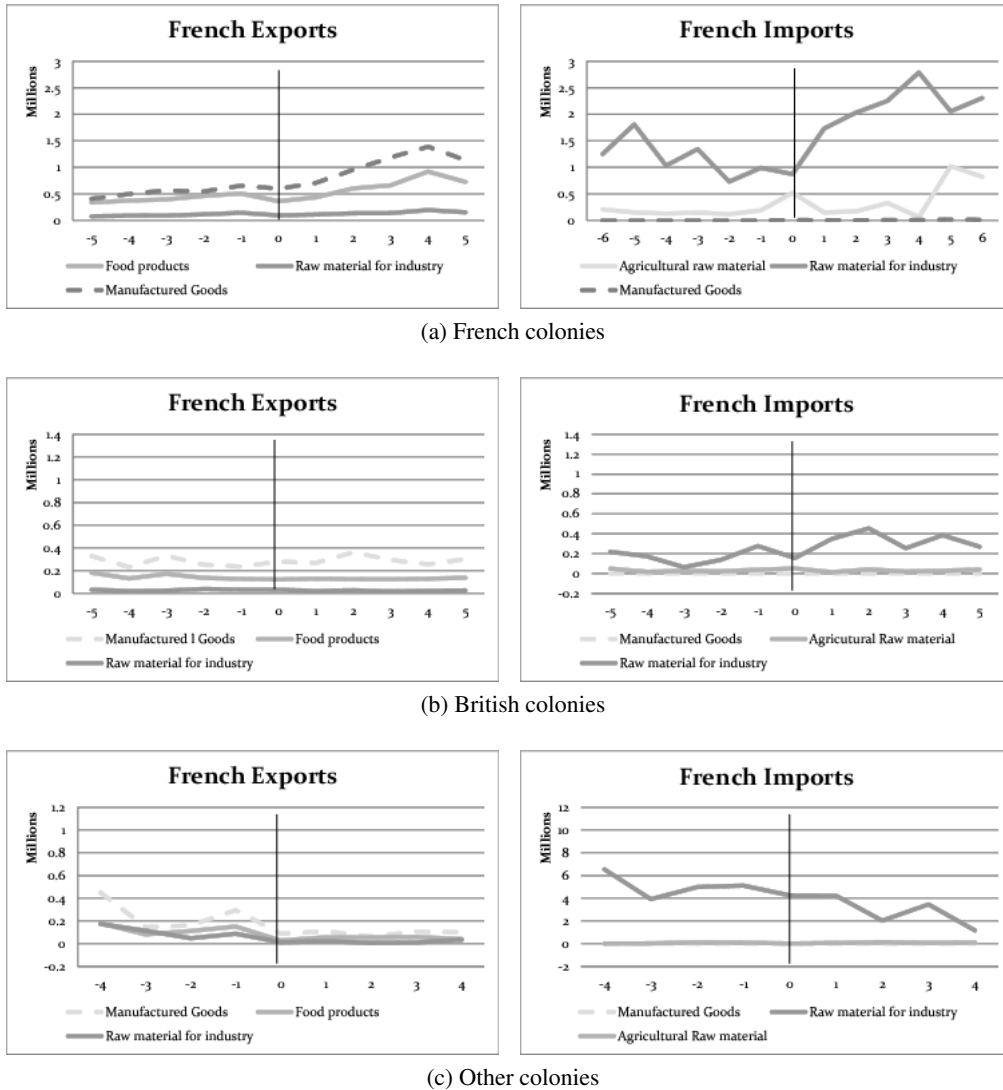 French Exports
Millions
3
2.5
2
1.5
1
0.5
0
-5 -4 -3 -2 -1 0 1 2 3 4 5
Food products Raw material for industry
Manufactured Goods
French Imports
Millions
3
2.5
2
1.5
1
0.5
0
-6 -5 -4 -3 -2 -1 0 1 2 3 4 5 6
Agricultural raw material Raw material for industry
Manufactured Goods
(a) French colonies
French Exports
Millions
1.4
1.2
1
0.8
0.6
0.4
0.2
0
-5 -4 -3 -2 -1 0 1 2 3 4 5
Manufactured l Goods Food products
Raw material for industry
French Imports
Millions
1.4
1.2
1
0.8
0.6
0.4
0.2
0
-0.2
-5 -4 -3 -2 -1 0 1 2 3 4 5
Manufactured Goods Agricutural Raw material
Raw material for industry
(b) British colonies
French Exports
Millions
1.2
1
0.8
0.6
0.4
0.2
0
-0.2
-4 -3 -2 -1 0 1 2 3 4
Manufactured Goods Food products
Raw material for industry
French Imports
Millions
12
10
8
6
4
2
0
-2
-4 -3 -2 -1 0 1 2 3 4
Manufactured Goods Raw material for industry
Agricultural Raw material
(c) Other colonies